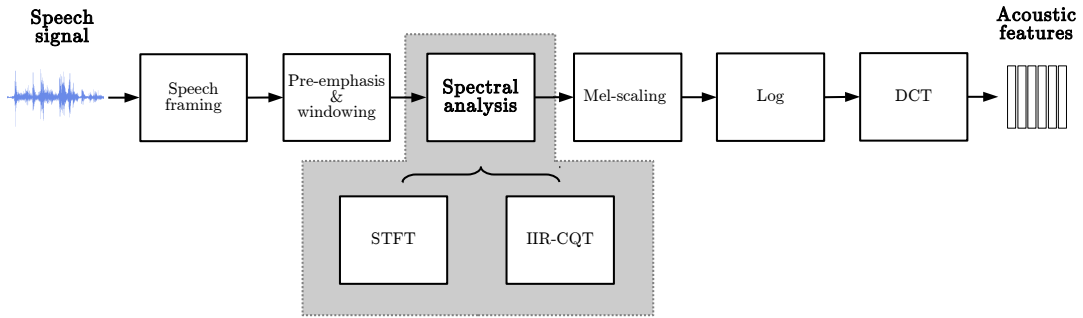 Speech
signal
Speech
framing
Pre-emphasis
&
windowing
Spectral
analysis
Mel-scaling
Log
DCT
Acoustic
features
STFT
IIR-CQT